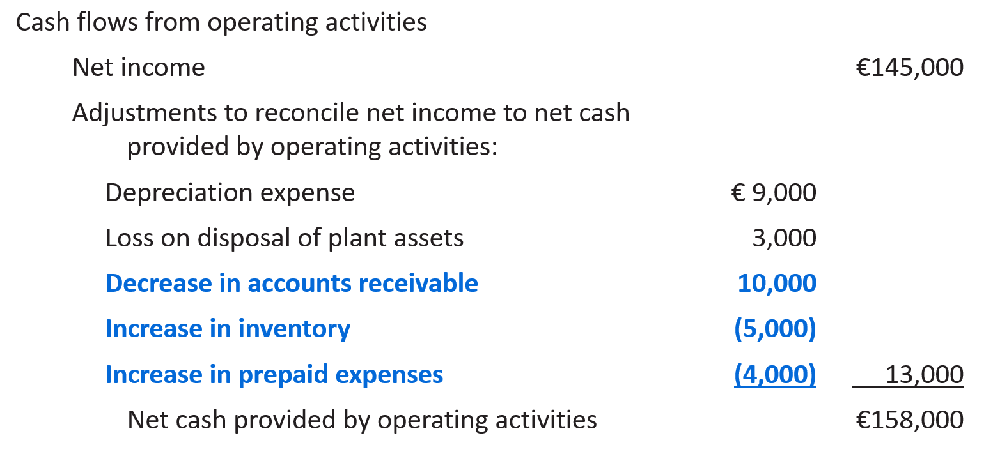 Cash flows from operating activities
Net income €145,000
Adjustments to reconcile net income to net cash
provided by operating activities:
Depreciation expense € 9,000
Loss on disposal of plant assets 3,000
Decrease in accounts receivable 10,000
Increase in inventory (5,000)
Increase in prepaid expenses (4,000) 13,000
Net cash provided by operating activities €158,000